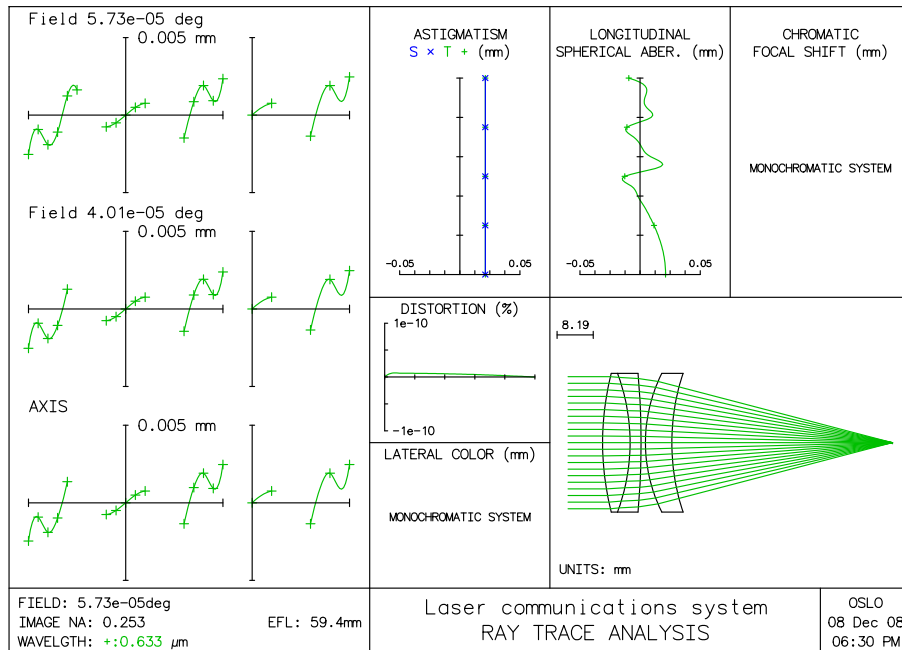 Field 5.73e-05 deg
0.005 mm
Field 4.01e-05 deg
0.005 mm
AXIS
0.005 mm
ASTIGMATISM
S × T + (mm)
-0.05 0.05
LONGITUDINAL
SPHERICAL ABER. (mm)
-0.05 0.05
CHROMATIC
FOCAL SHIFT (mm)
MONOCHROMATIC SYSTEM
DISTORTION (%)
1e-10
-1e-10
LATERAL COLOR (mm)
MONOCHROMATIC SYSTEM
8.19
UNITS: mm
FIELD: 5.73e-05deg
IMAGE NA: 0.253 EFL: 59.4mm
WAVELGTH: +:0.633 µm
Laser communications system
RAY TRACE ANALYSIS
OSLO
08 Dec 08
06:30 PM